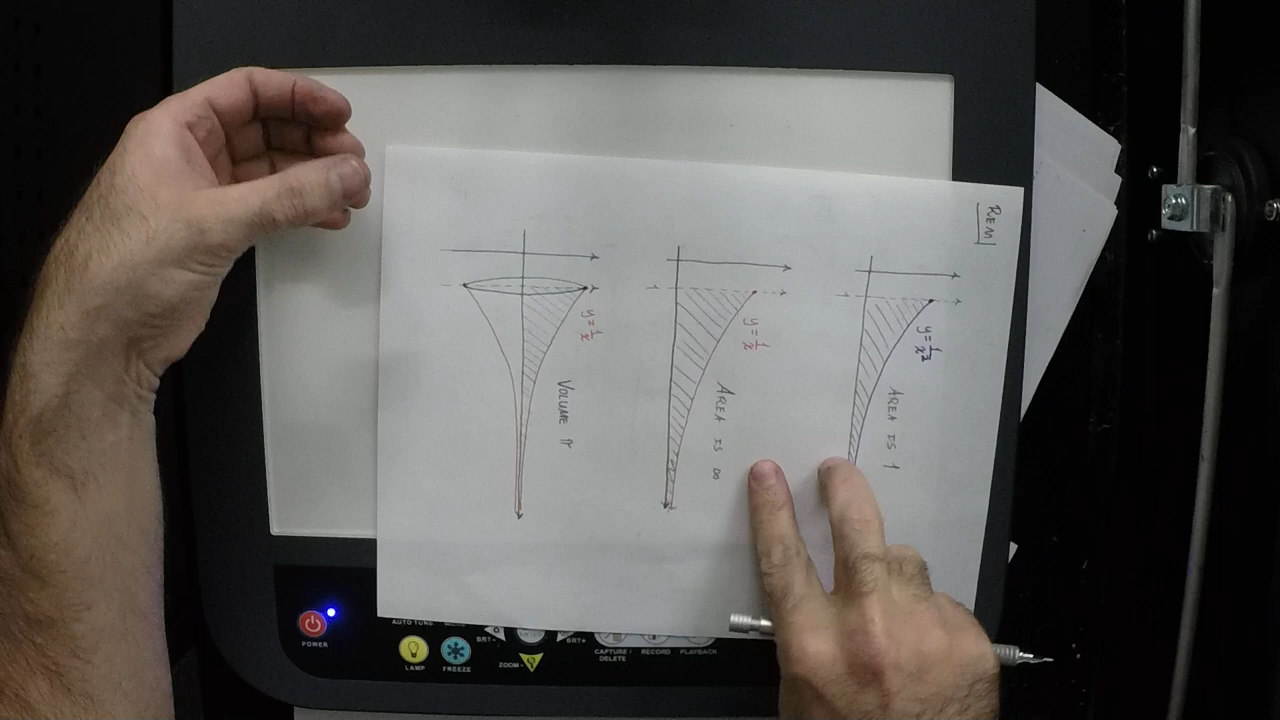 REM
y = 1/x²
AREA IS 1
y = 1/x
AREA IS ∞
y = 1/x
VOLUME π
POWER
AUTO TUNE
LAMP
FREEZE
BRT-
ZOOM-
BRT+
CAPTURE /
DELETE
RECORD
PLAYBACK